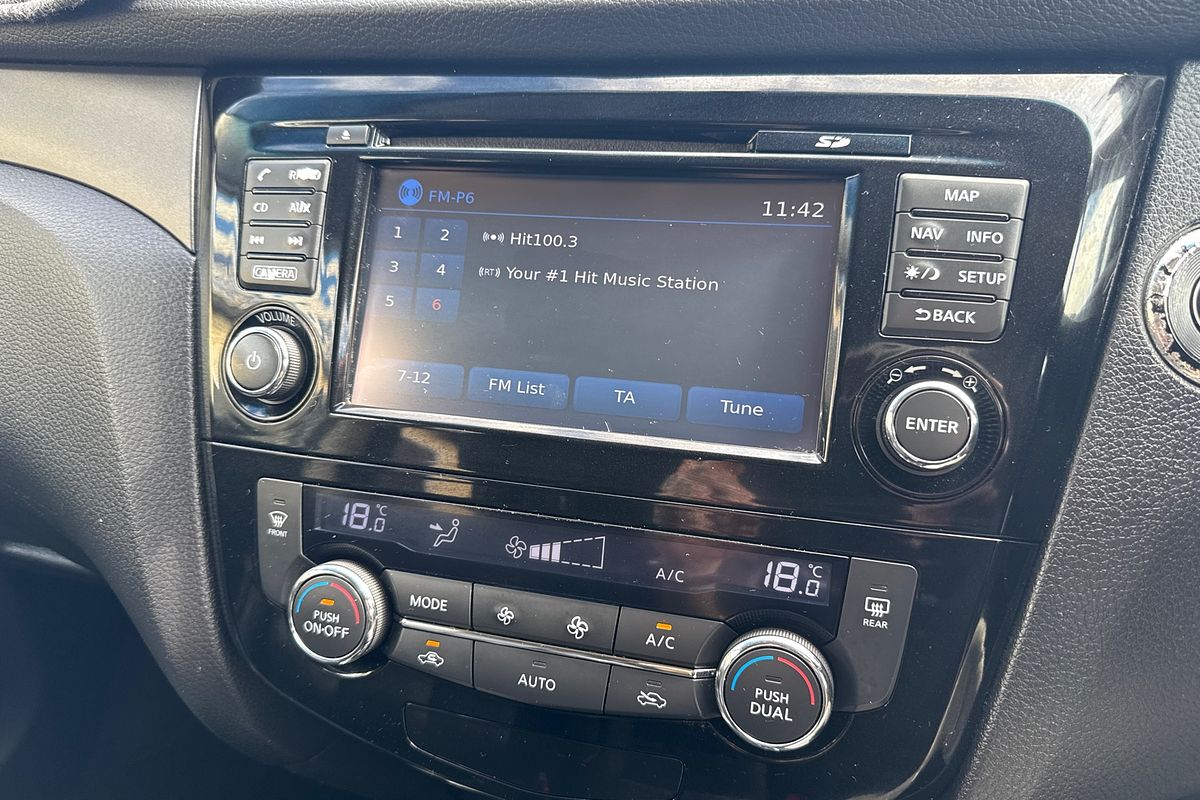 SD
RADIO
CD AUX
CAMERA
VOLUME
FM-P6
11:42
1 2
3 4
5 6
Hit100.3
(RT) Your #1 Hit Music Station
7-12 FM List TA Tune
MAP
NAV INFO
SETUP
BACK
ENTER
FRONT
18.0°C
A/C
18.0°C
REAR
PUSH
ON·OFF
MODE
A/C
AUTO
PUSH
DUAL